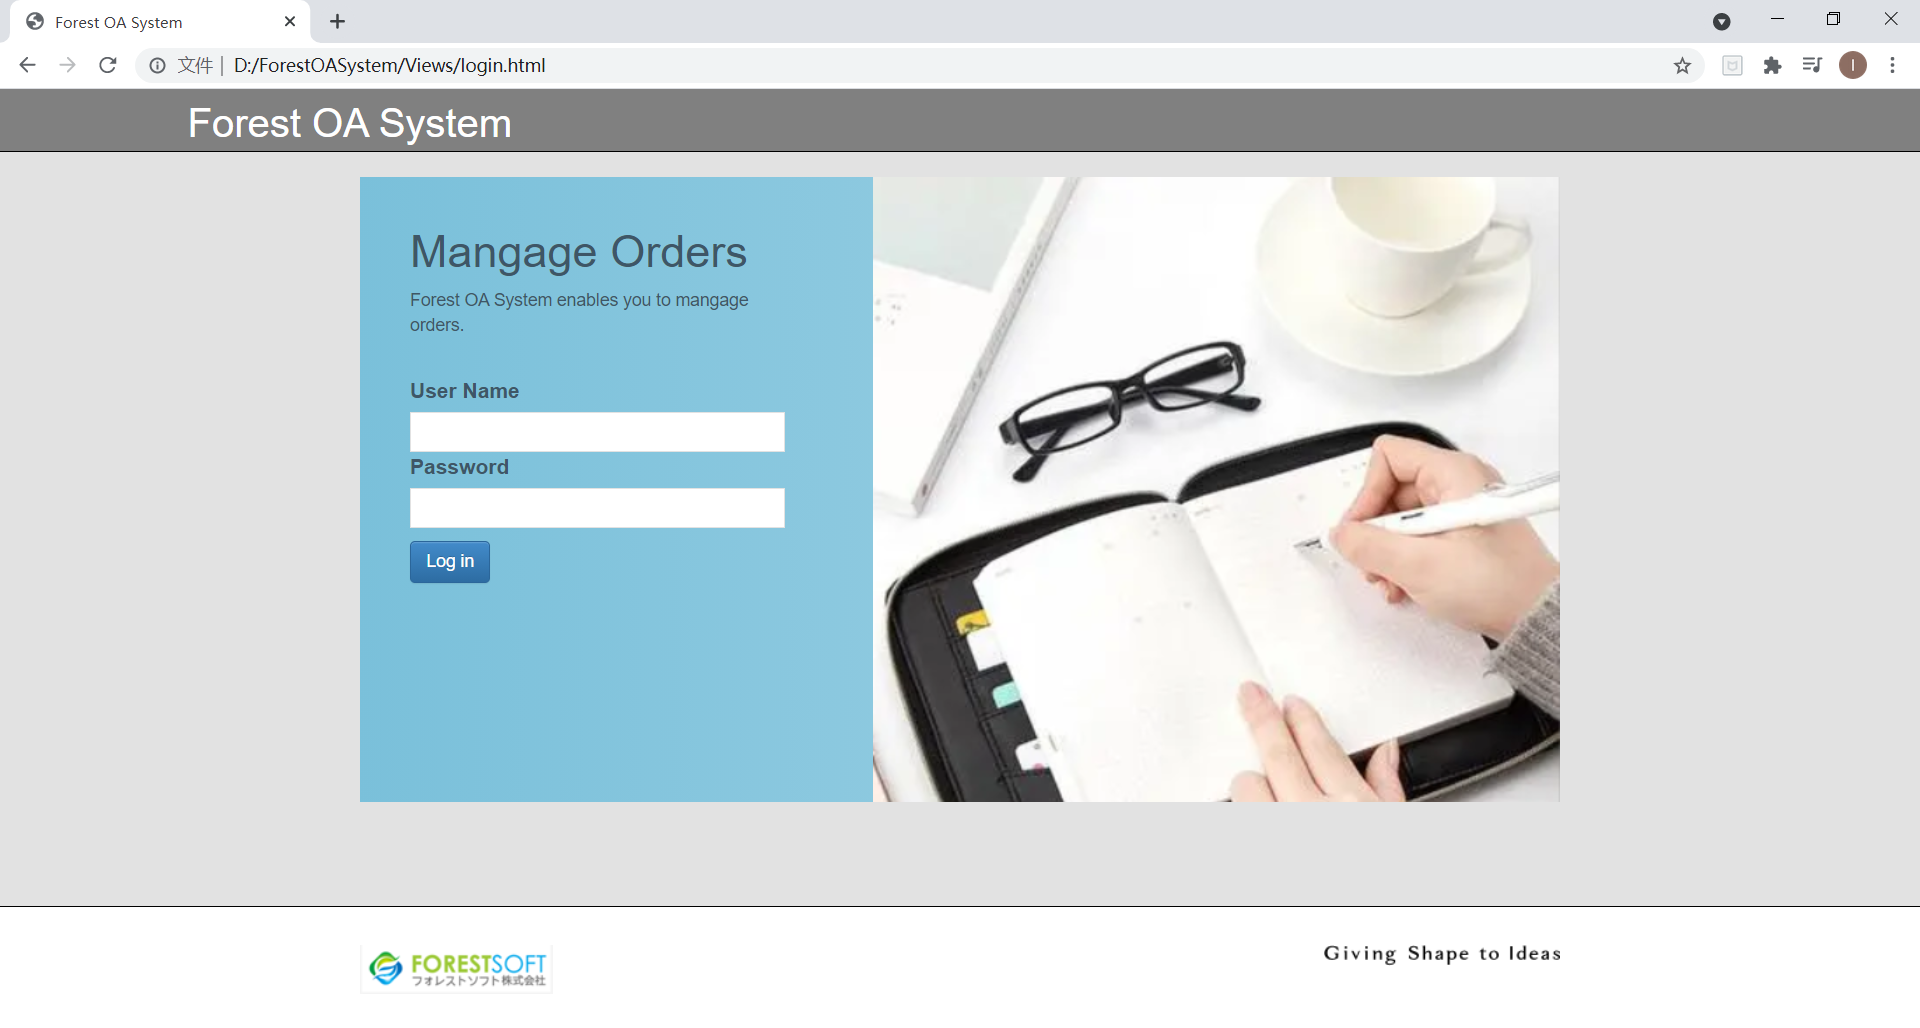 Forest OA System
文件 | D:/ForestOASystem/Views/login.html
I
Forest OA System
Mangage Orders
Forest OA System enables you to mangage
orders.
User Name
Password
Log in
FORESTSOFT
フォレストソフト株式会社
Giving Shape to Ideas